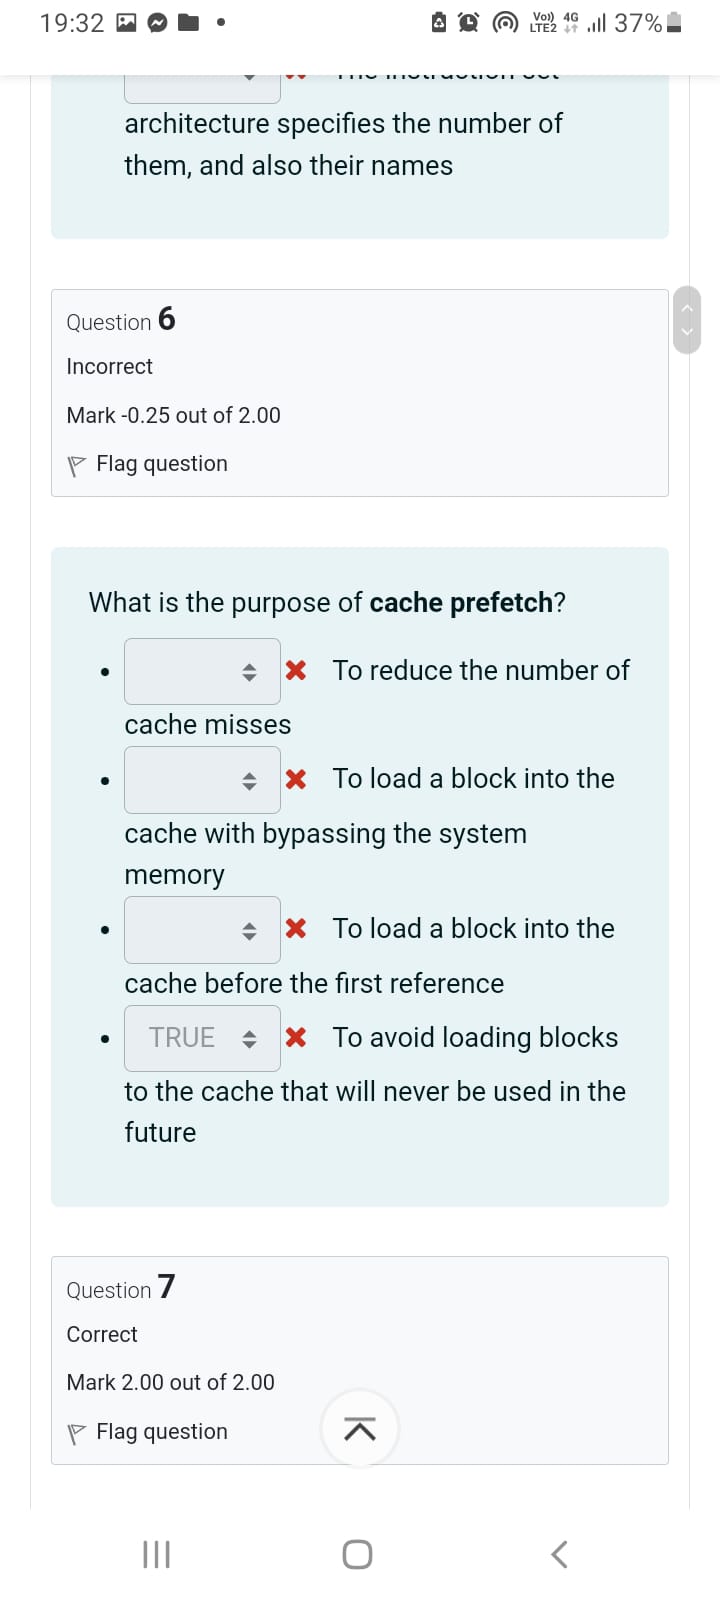 19:32
Vo)) 4G
LTE2
37%
architecture specifies the number of
them, and also their names
Question 6
Incorrect
Mark -0.25 out of 2.00
Flag question
What is the purpose of cache prefetch?
To reduce the number of
cache misses
To load a block into the
cache with bypassing the system
memory
To load a block into the
cache before the first reference
TRUE To avoid loading blocks
to the cache that will never be used in the
future
Question 7
Correct
Mark 2.00 out of 2.00
Flag question